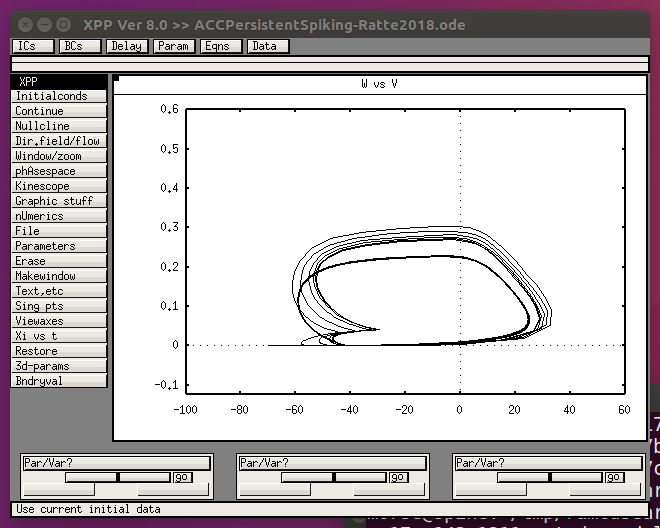 XPP Ver 8.0 >> ACCPersistentSpiking-Ratte2018.ode
ICs BCs Delay Param Eqns Data
XPP
Initialconds
Continue
Nullcline
Dir.field/flow
Window/zoom
phAsespace
Kinescope
Graphic stuff
nUmerics
File
Parameters
Erase
Makewindow
Text,etc
Sing pts
Viewaxes
Xi vs t
Restore
3d-params
Bndryval
W vs V
0.6
0.5
0.4
0.3
0.2
0.1
0
-0.1
-100 -80 -60 -40 -20 0 20 40 60
Par/Var? Par/Var? Par/Var?
go go go
Use current initial data